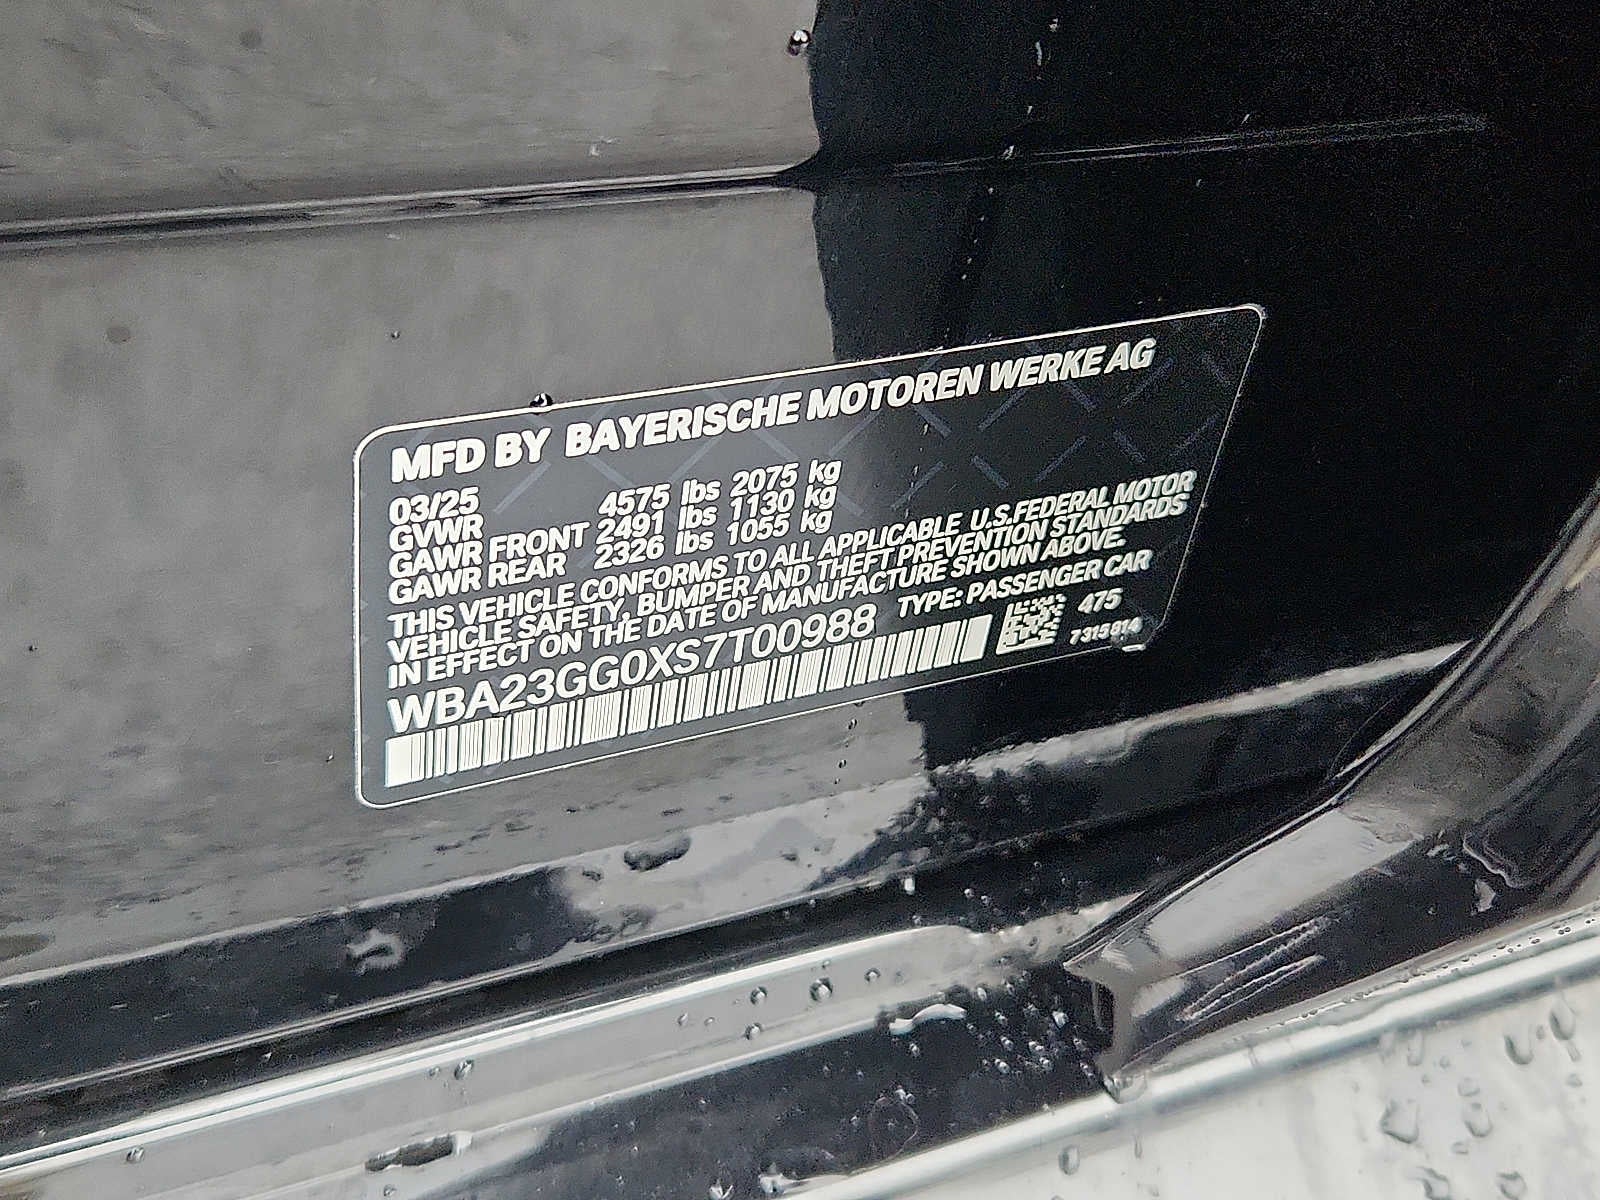 MFD BY BAYERISCHE MOTOREN WERKE AG
03/25
GVWR 4575 lbs 2075 kg
GAWR FRONT 2491 lbs 1130 kg
GAWR REAR 2326 lbs 1055 kg
THIS VEHICLE CONFORMS TO ALL APPLICABLE U.S.FEDERAL MOTOR
VEHICLE SAFETY, BUMPER AND THEFT PREVENTION STANDARDS
IN EFFECT ON THE DATE OF MANUFACTURE SHOWN ABOVE.
WBA23GG0XS7T00988 TYPE: PASSENGER CAR
475
7315814